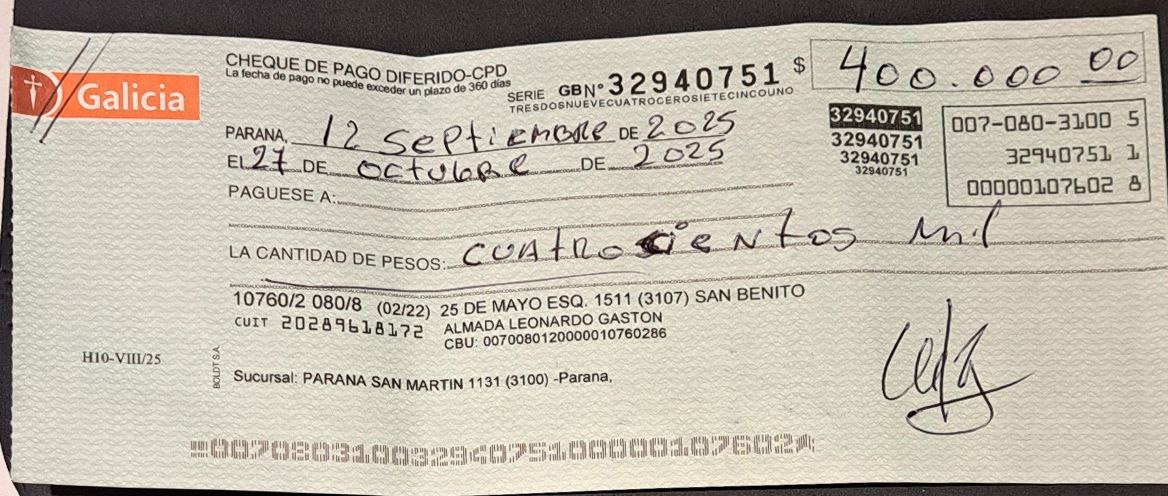 Galicia
CHEQUE DE PAGO DIFERIDO-CPD
La fecha de pago no puede exceder un plazo de 360 días
SERIE GB Nº 32940751
TRESDOSNUEVECUATROCEROSIETECINCOUNO
$ 400.000 00
32940751
32940751
32940751
32940751
007-080-3100 5
32940751 1
00000107602 8
PARANA, 12 Septiembre DE 2025
El 27 DE octubre DE 2025
PAGUESE A:
LA CANTIDAD DE PESOS: cuatrocientos mil
10760/2 080/8 (02/22) 25 DE MAYO ESQ. 1511 (3107) SAN BENITO
CUIT 20289618172 ALMADA LEONARDO GASTON
CBU: 0070080120000010760286
H10-VIII/25
BOLDT S.A.
Sucursal: PARANA SAN MARTIN 1131 (3100) -Parana,
00708031003294075100000107602